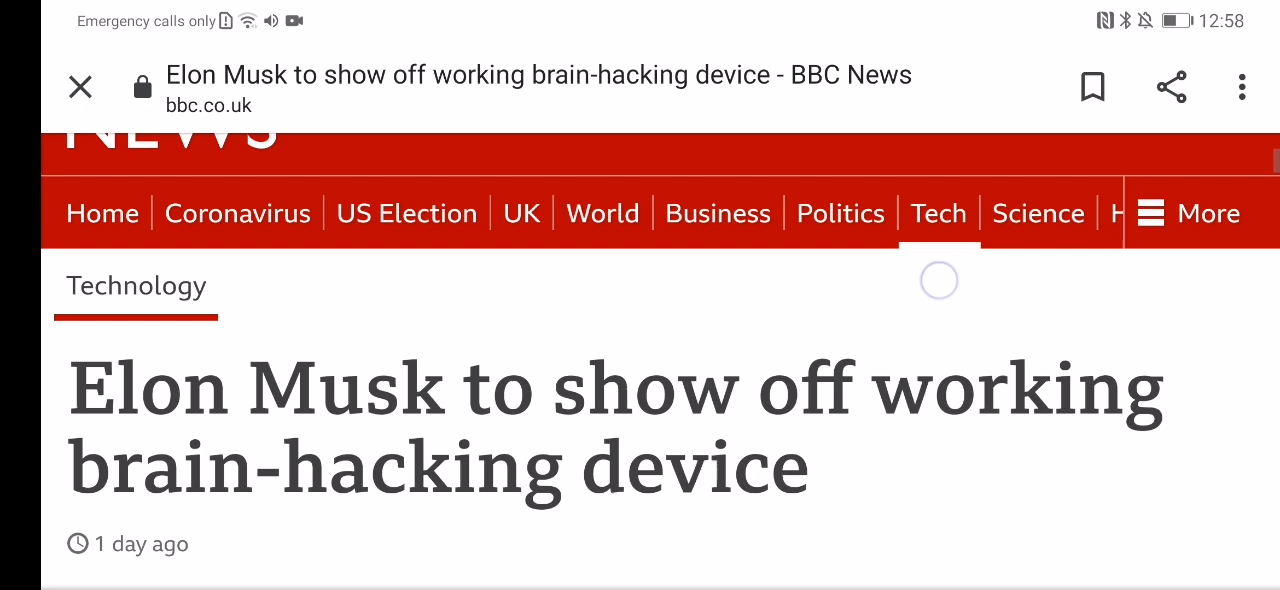 Emergency calls only
12:58
Elon Musk to show off working brain-hacking device - BBC News
bbc.co.uk
NEWS
Home Coronavirus US Election UK World Business Politics Tech Science H More
Technology
Elon Musk to show off working
brain-hacking device
1 day ago